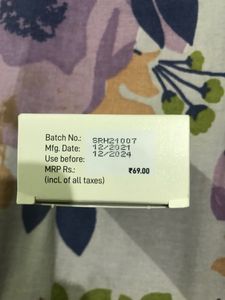 Batch No.: SRH21007
Mfg. Date: 12/2021
Use before: 12/2024
MRP Rs.: ₹69.00
(incl. of all taxes)